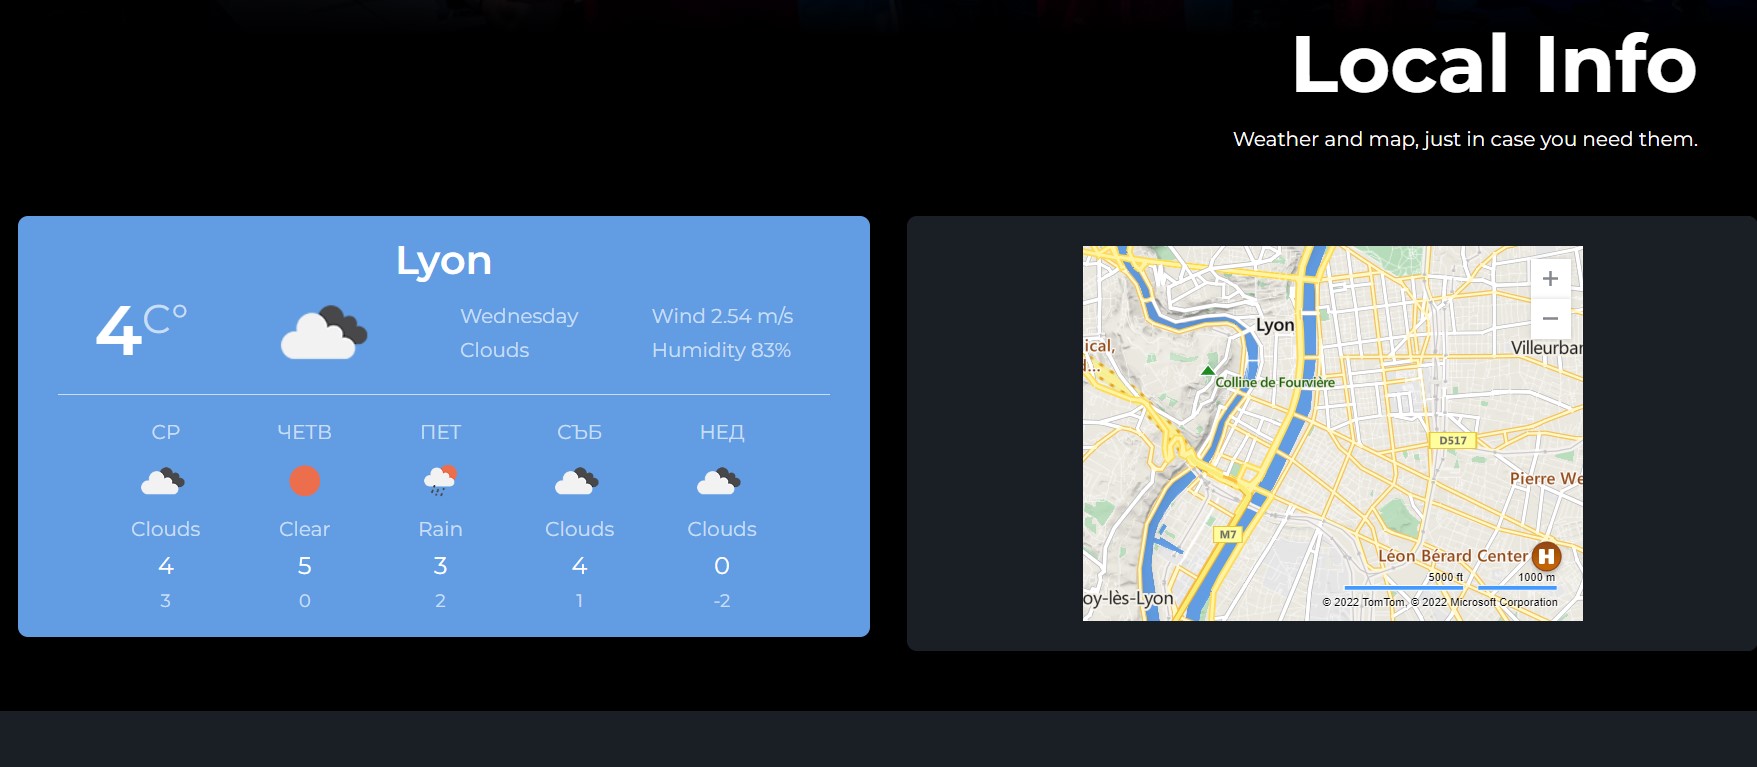 Local Info
Weather and map, just in case you need them.
Lyon
4 C°
Wednesday
Clouds
Wind 2.54 m/s
Humidity 83%
СР ЧЕТВ ПЕТ СЪБ НЕД
Clouds Clear Rain Clouds Clouds
4 5 3 4 0
3 0 2 1 -2
+
−
Lyon
Villeurbar
ical,
d...
Colline de Fourvière
D517
Pierre We
M7
Léon Bérard Center H
5000 ft 1000 m
oy-lès-Lyon
© 2022 TomTom, © 2022 Microsoft Corporation